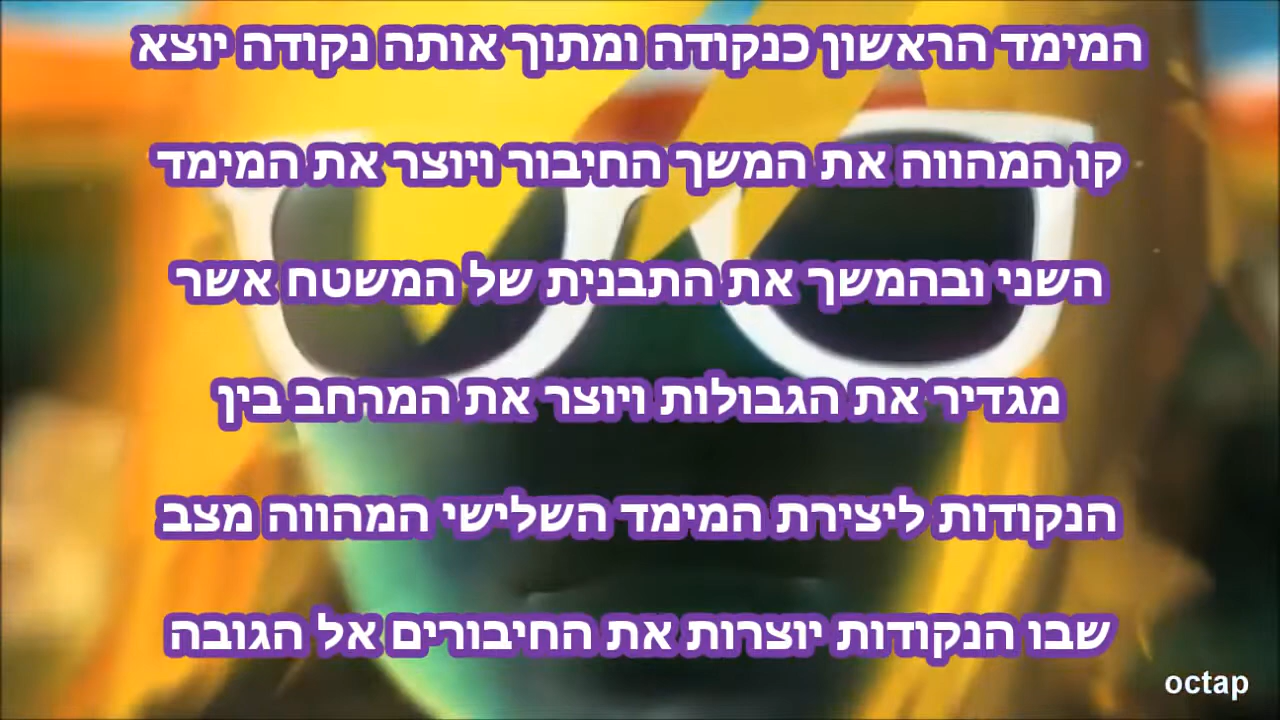 המימד הראשון כנקודה ומתוך אותה נקודה יוצא
קו המהווה את המשך החיבור ויוצר את המימד
השני ובהמשך את התבנית של המשטח אשר
מגדיר את הגבולות ויוצר את המרחב בין
הנקודות ליצירת המימד השלישי המהווה מצב
שבו הנקודות יוצרות את החיבורים אל הגובה
octap